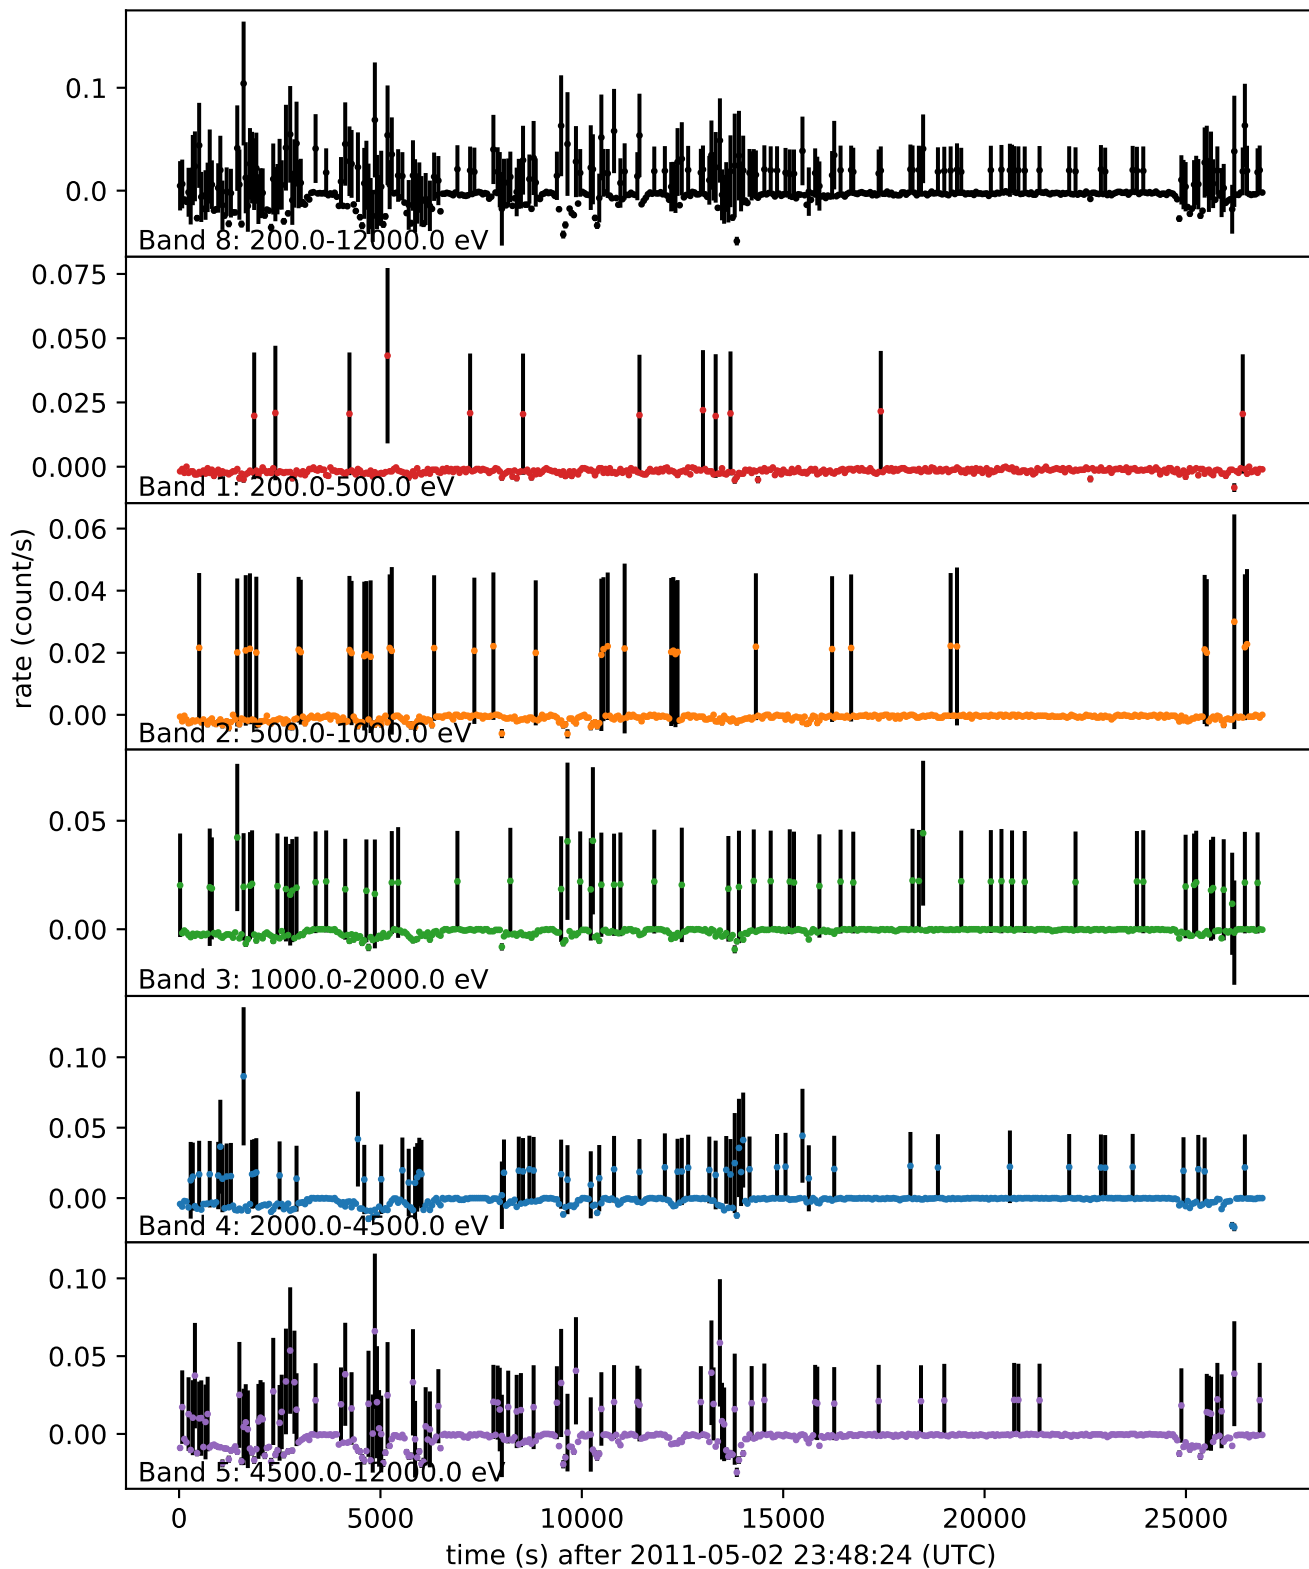 0.1
0.0
Band 8: 200.0-12000.0 eV
0.075
0.050
0.025
0.000
Band 1: 200.0-500.0 eV
0.06
0.04
0.02
0.00
Band 2: 500.0-1000.0 eV
rate (count/s)
0.05
0.00
Band 3: 1000.0-2000.0 eV
0.10
0.05
0.00
Band 4: 2000.0-4500.0 eV
0.10
0.05
0.00
Band 5: 4500.0-12000.0 eV
0 5000 10000 15000 20000 25000
time (s) after 2011-05-02 23:48:24 (UTC)